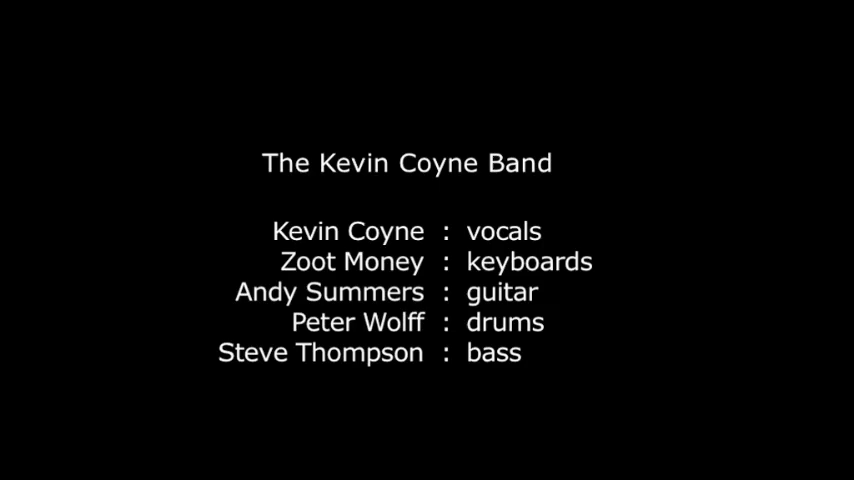 The Kevin Coyne Band
Kevin Coyne : vocals
Zoot Money : keyboards
Andy Summers : guitar
Peter Wolff : drums
Steve Thompson : bass